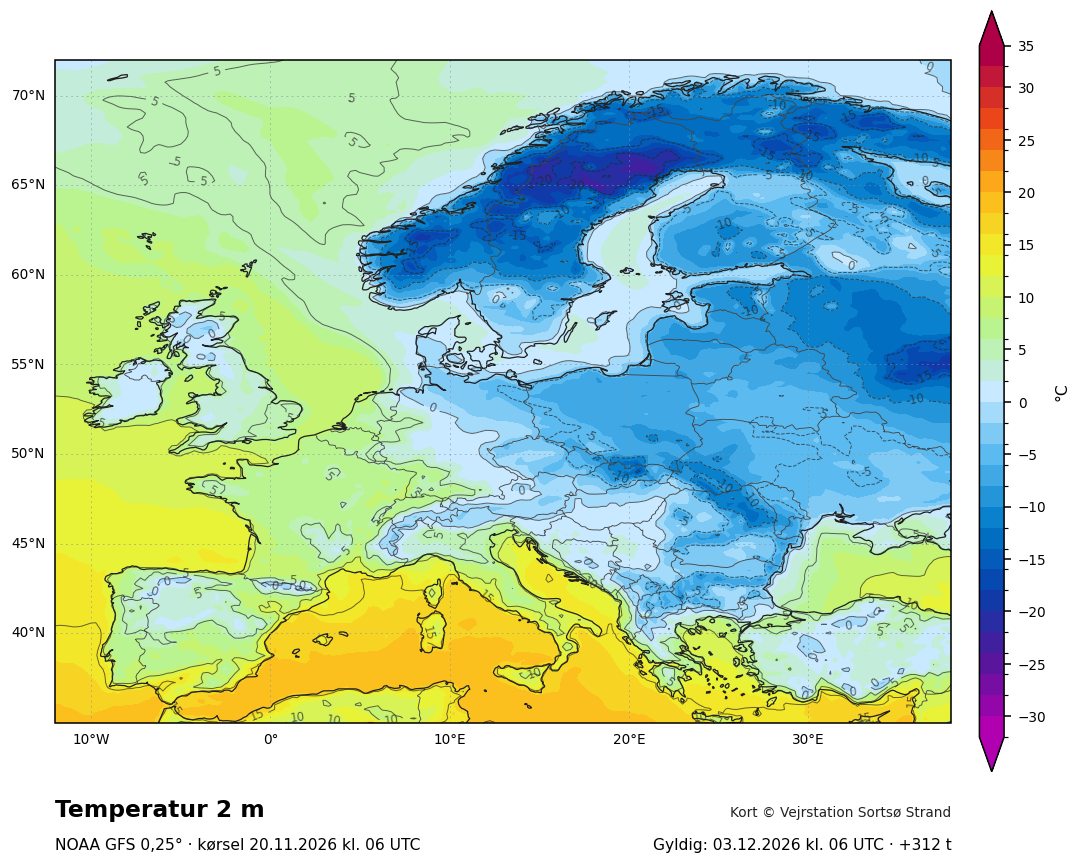 70°N
65°N
60°N
55°N
50°N
45°N
40°N
10°W
0°
10°E
20°E
30°E
35
30
25
20
15
10
5
0
−5
−10
−15
−20
−25
−30
°C
Temperatur 2 m
Kort © Vejrstation Sortsø Strand
NOAA GFS 0,25° · kørsel 20.11.2026 kl. 06 UTC
Gyldig: 03.12.2026 kl. 06 UTC · +312 t